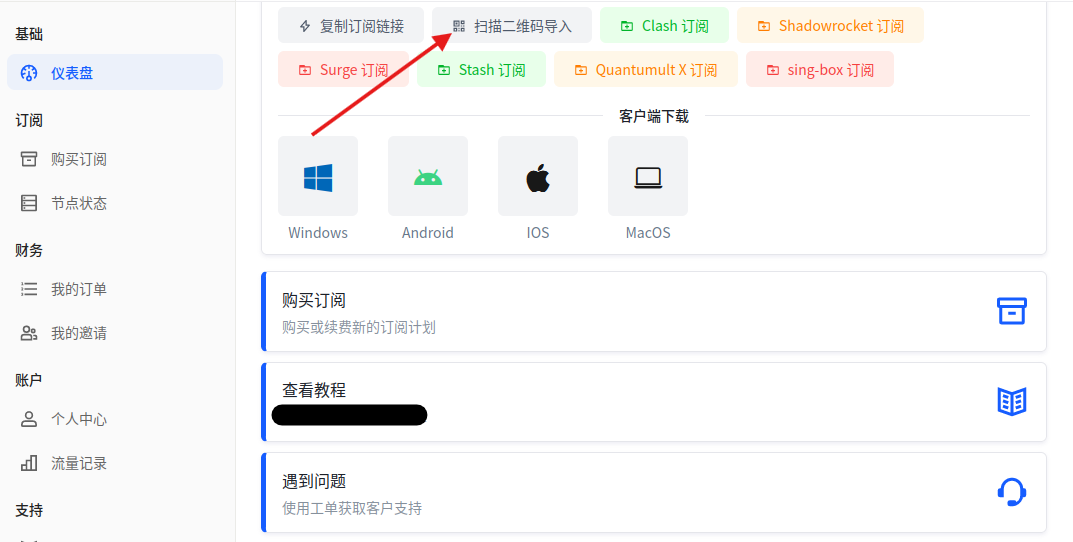 基础
仪表盘
订阅
购买订阅
节点状态
财务
我的订单
我的邀请
账户
个人中心
流量记录
支持
复制订阅链接 扫描二维码导入 Clash 订阅 Shadowrocket 订阅
Surge 订阅 Stash 订阅 Quantumult X 订阅 sing-box 订阅
客户端下载
Windows Android IOS MacOS
购买订阅
购买或续费新的订阅计划
查看教程
遇到问题
使用工单获取客户支持